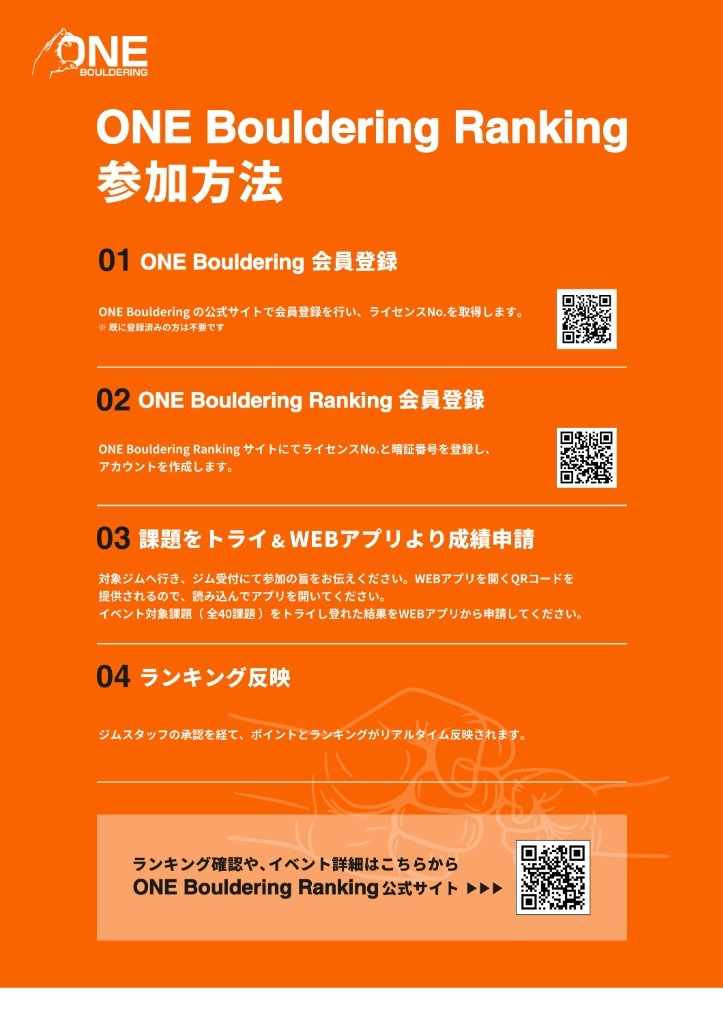 ONE
BOULDERING
ONE Bouldering Ranking
参加方法
01 ONE Bouldering 会員登録
ONE Bouldering の公式サイトで会員登録を行い、ライセンスNo.を取得します。
※ 既に登録済みの方は不要です
02 ONE Bouldering Ranking 会員登録
ONE Bouldering Ranking サイトにてライセンスNo.と暗証番号を登録し、
アカウントを作成します。
03 課題をトライ&WEBアプリより成績申請
対象ジムへ行き、ジム受付にて参加の旨をお伝えください。WEBアプリを開くQRコードを
提供されるので、読み込んでアプリを開いてください。
イベント対象課題（全40課題）をトライし登れた結果をWEBアプリから申請してください。
04 ランキング反映
ジムスタッフの承認を経て、ポイントとランキングがリアルタイム反映されます。
ランキング確認や、イベント詳細はこちらから
ONE Bouldering Ranking公式サイト ▶▶▶